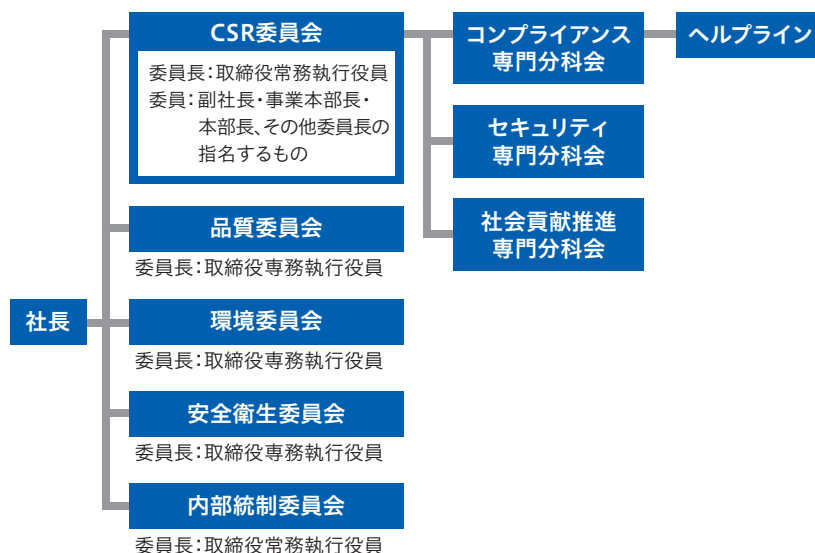 社長
CSR委員会
委員長：取締役常務執行役員
委員：副社長・事業本部長・
本部長、その他委員長の
指名するもの
コンプライアンス
専門分科会
ヘルプライン
セキュリティ
専門分科会
社会貢献推進
専門分科会
品質委員会
委員長：取締役専務執行役員
環境委員会
委員長：取締役専務執行役員
安全衛生委員会
委員長：取締役専務執行役員
内部統制委員会
委員長：取締役常務執行役員